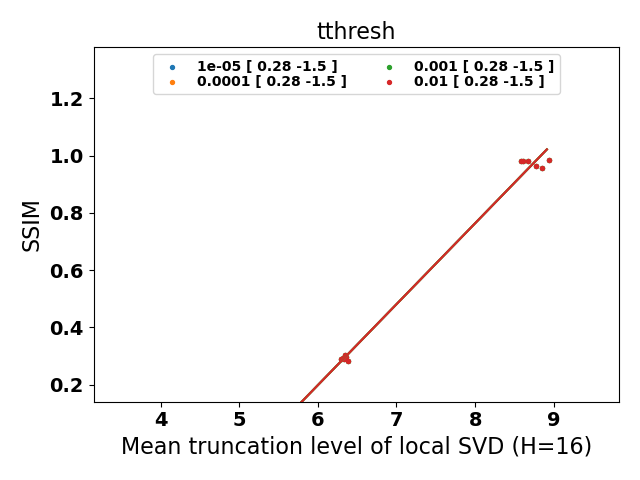 tthresh
1e-05 [ 0.28 -1.5 ]
0.0001 [ 0.28 -1.5 ]
0.001 [ 0.28 -1.5 ]
0.01 [ 0.28 -1.5 ]
SSIM
1.2
1.0
0.8
0.6
0.4
0.2
4 5 6 7 8 9
Mean truncation level of local SVD (H=16)